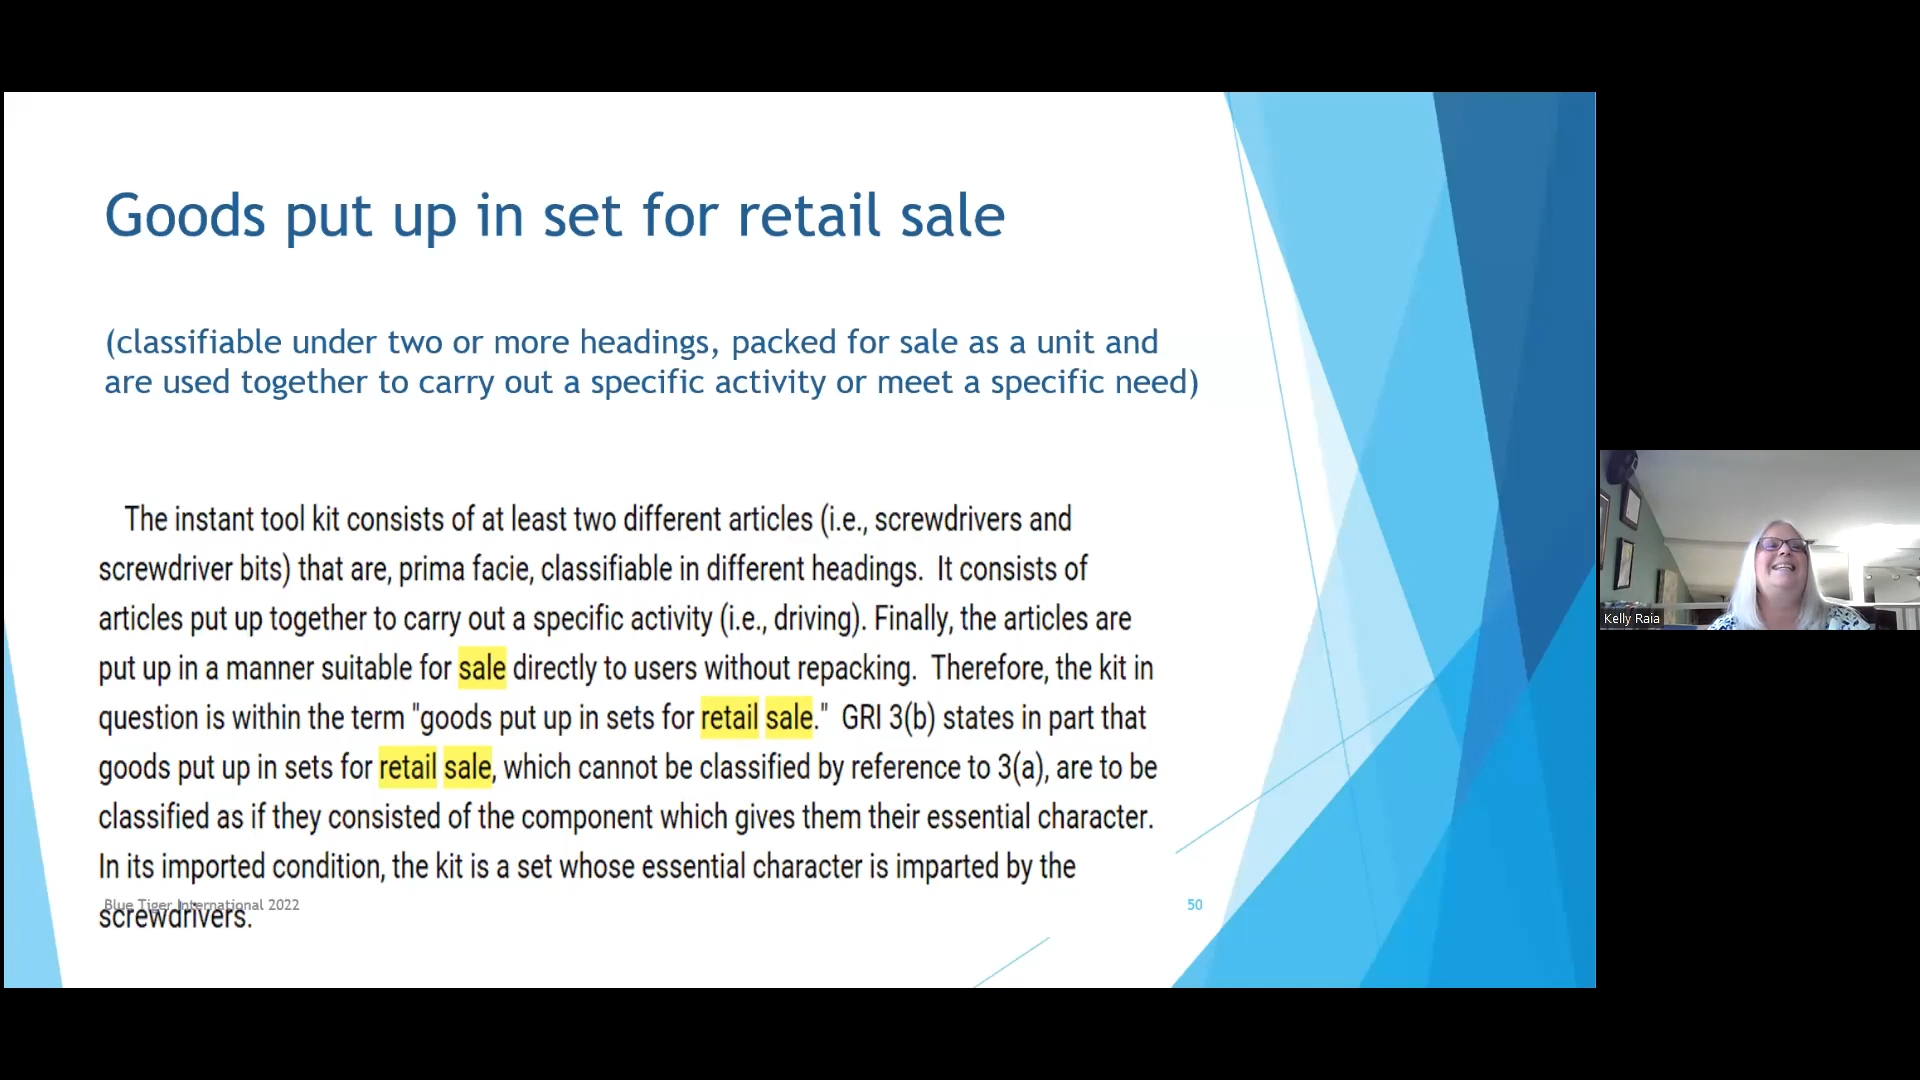 Goods put up in set for retail sale
(classifiable under two or more headings, packed for sale as a unit and
are used together to carry out a specific activity or meet a specific need)
The instant tool kit consists of at least two different articles (i.e., screwdrivers and
screwdriver bits) that are, prima facie, classifiable in different headings. It consists of
articles put up together to carry out a specific activity (i.e., driving). Finally, the articles are
put up in a manner suitable for sale directly to users without repacking. Therefore, the kit in
question is within the term "goods put up in sets for retail sale." GRI 3(b) states in part that
goods put up in sets for retail sale, which cannot be classified by reference to 3(a), are to be
classified as if they consisted of the component which gives them their essential character.
In its imported condition, the kit is a set whose essential character is imparted by the
screwdrivers.
Blue Tiger International 2022
50
Kelly Raia